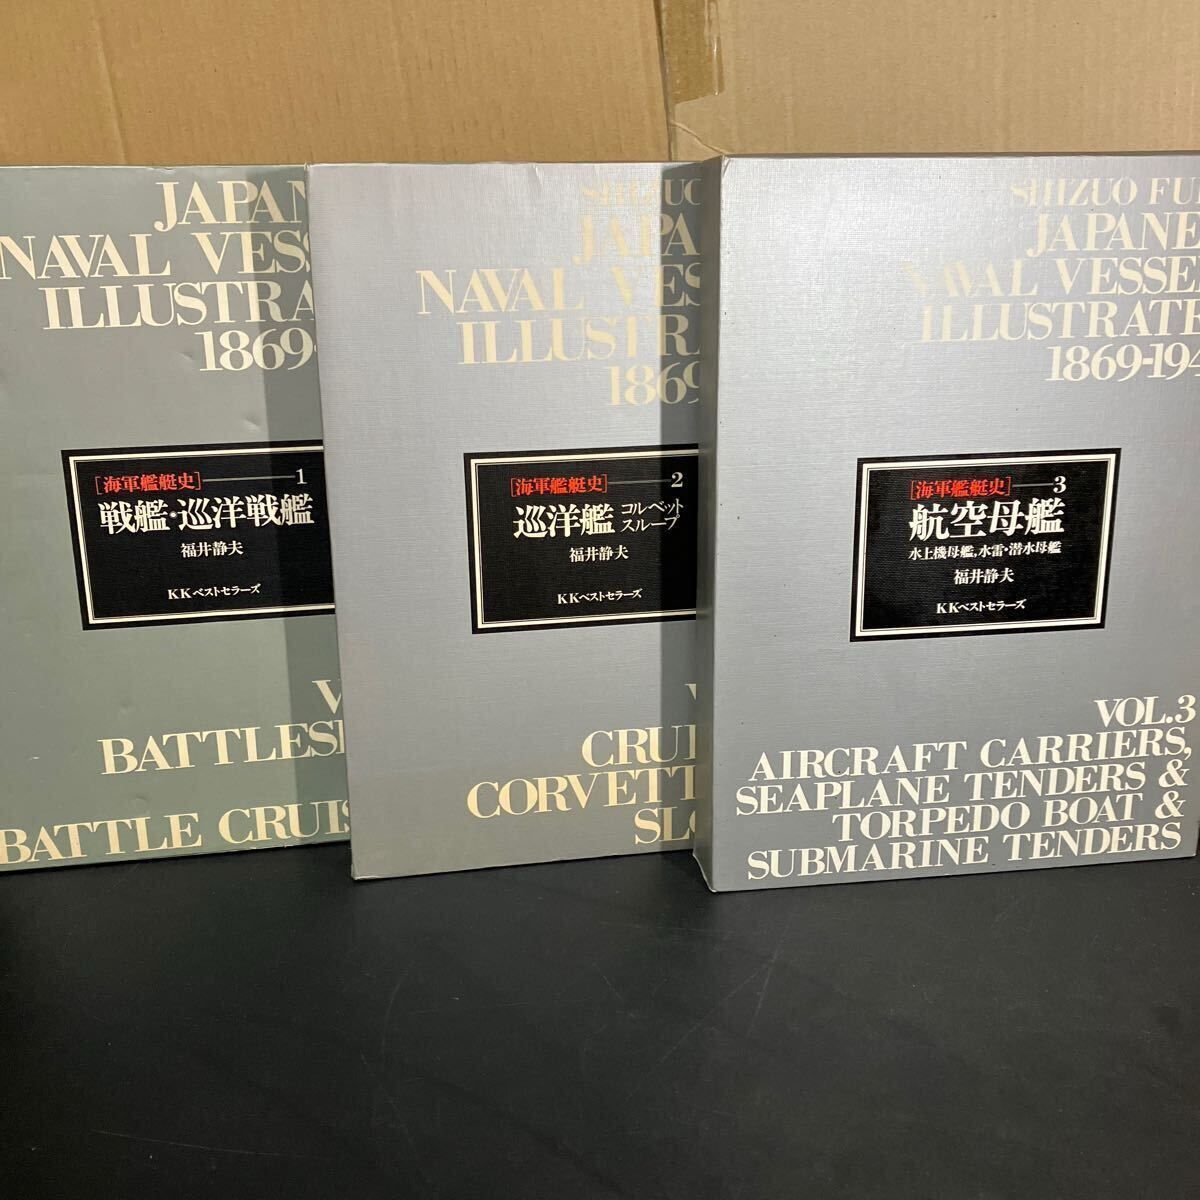 JAPAN
NAVAL VESS
ILLUSTRA
1869-
[海軍艦艇史]―――1
戦艦・巡洋戦艦
福井静夫
KKベストセラーズ
V
BATTLES
BATTLE CRUIS
SHIZUO
JAPA
NAVAL VES
ILLUSTRA
1869
[海軍艦艇史]―――2
巡洋艦 コルベット
スループ
福井静夫
KKベストセラーズ
V
CRUI
CORVETT
SLO
SHIZUO FU
JAPANE
NAVAL VESSE
ILLUSTRATE
1869-194
[海軍艦艇史]――3
航空母艦
水上機母艦,水雷・潜水母艦
福井静夫
KKベストセラーズ
VOL.3
AIRCRAFT CARRIERS,
SEAPLANE TENDERS &
TORPEDO BOAT &
SUBMARINE TENDERS